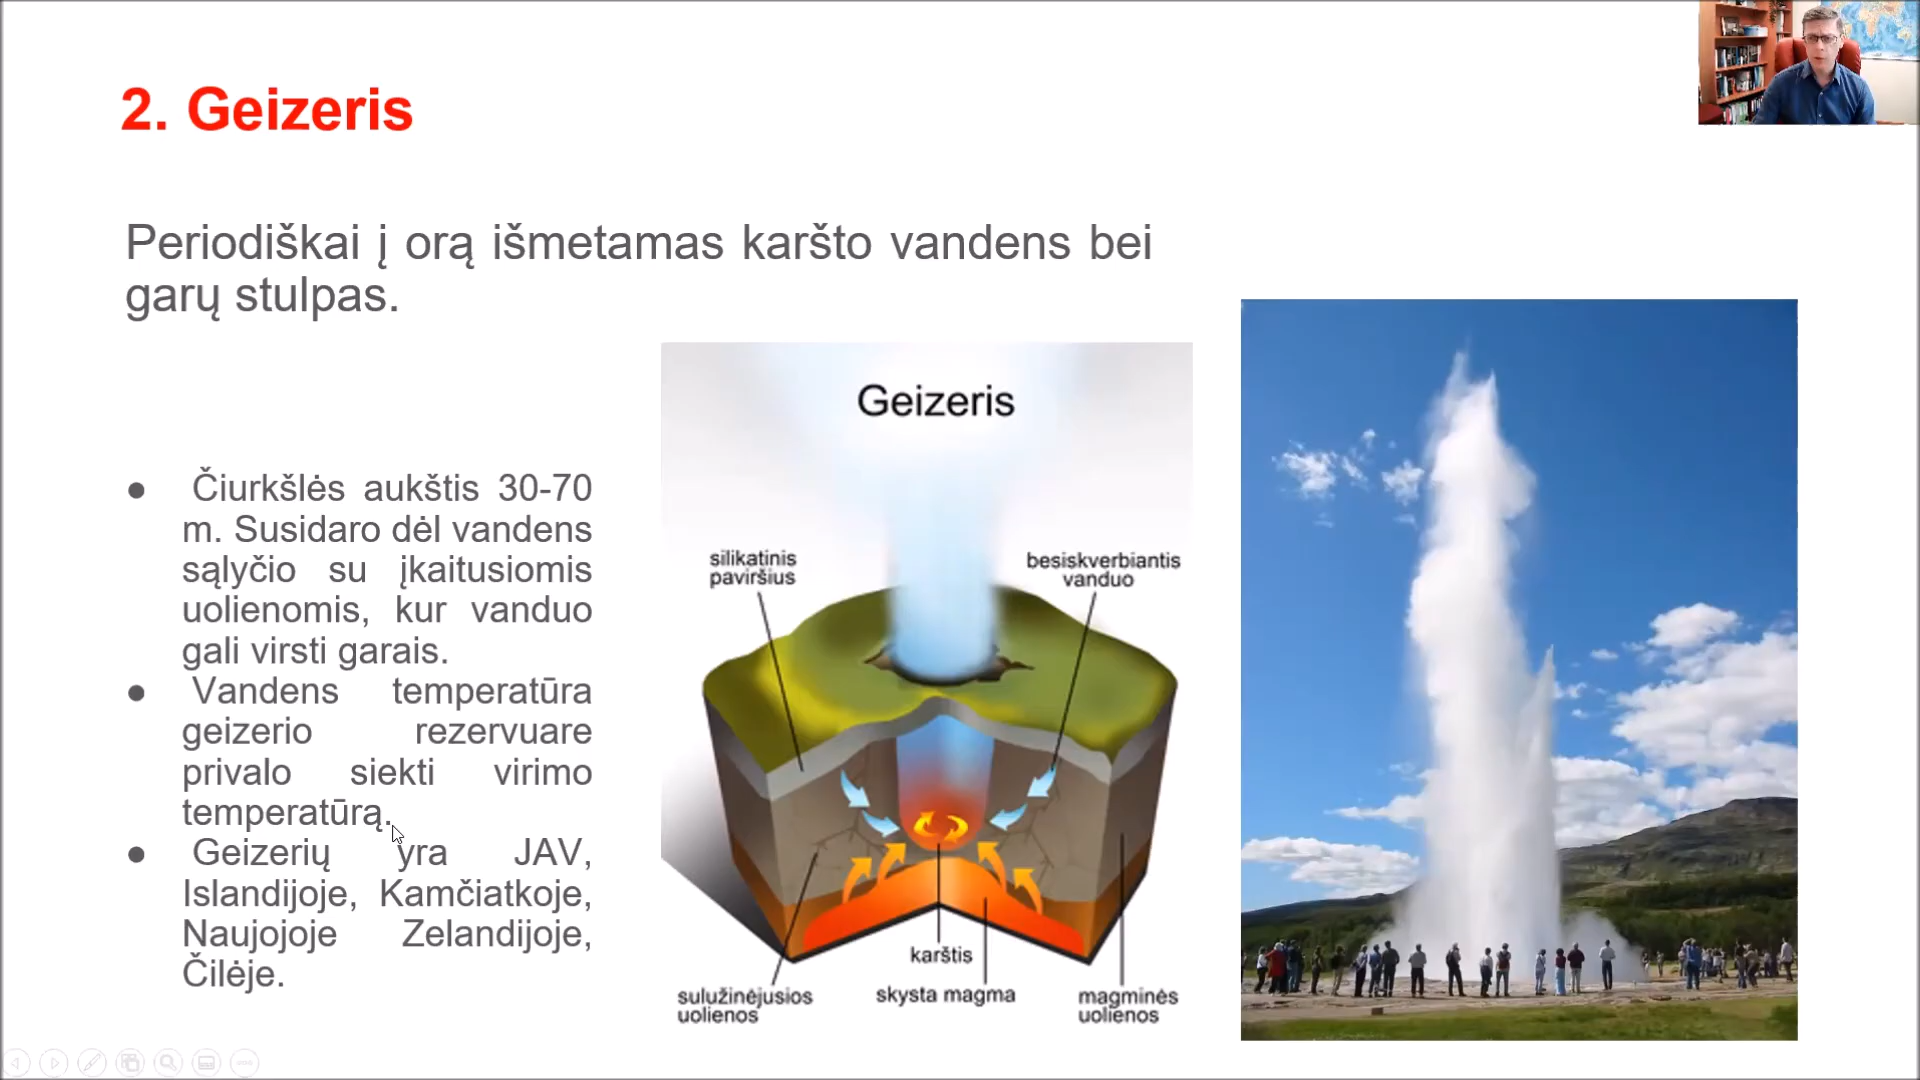 2. Geizeris
Periodiškai į orą išmetamas karšto vandens bei
garų stulpas.
● Čiurkšlės aukštis 30-70
m. Susidaro dėl vandens
sąlyčio su įkaitusiomis
uolienomis, kur vanduo
gali virsti garais.
● Vandens temperatūra
geizerio rezervuare
privalo siekti virimo
temperatūrą.
● Geizerių yra JAV,
Islandijoje, Kamčiatkoje,
Naujojoje Zelandijoje,
Čilėje.
Geizeris
silikatinis
paviršius
besiskverbiantis
vanduo
karštis
sulužinėjusios
uolienos
skysta magma
magminės
uolienos